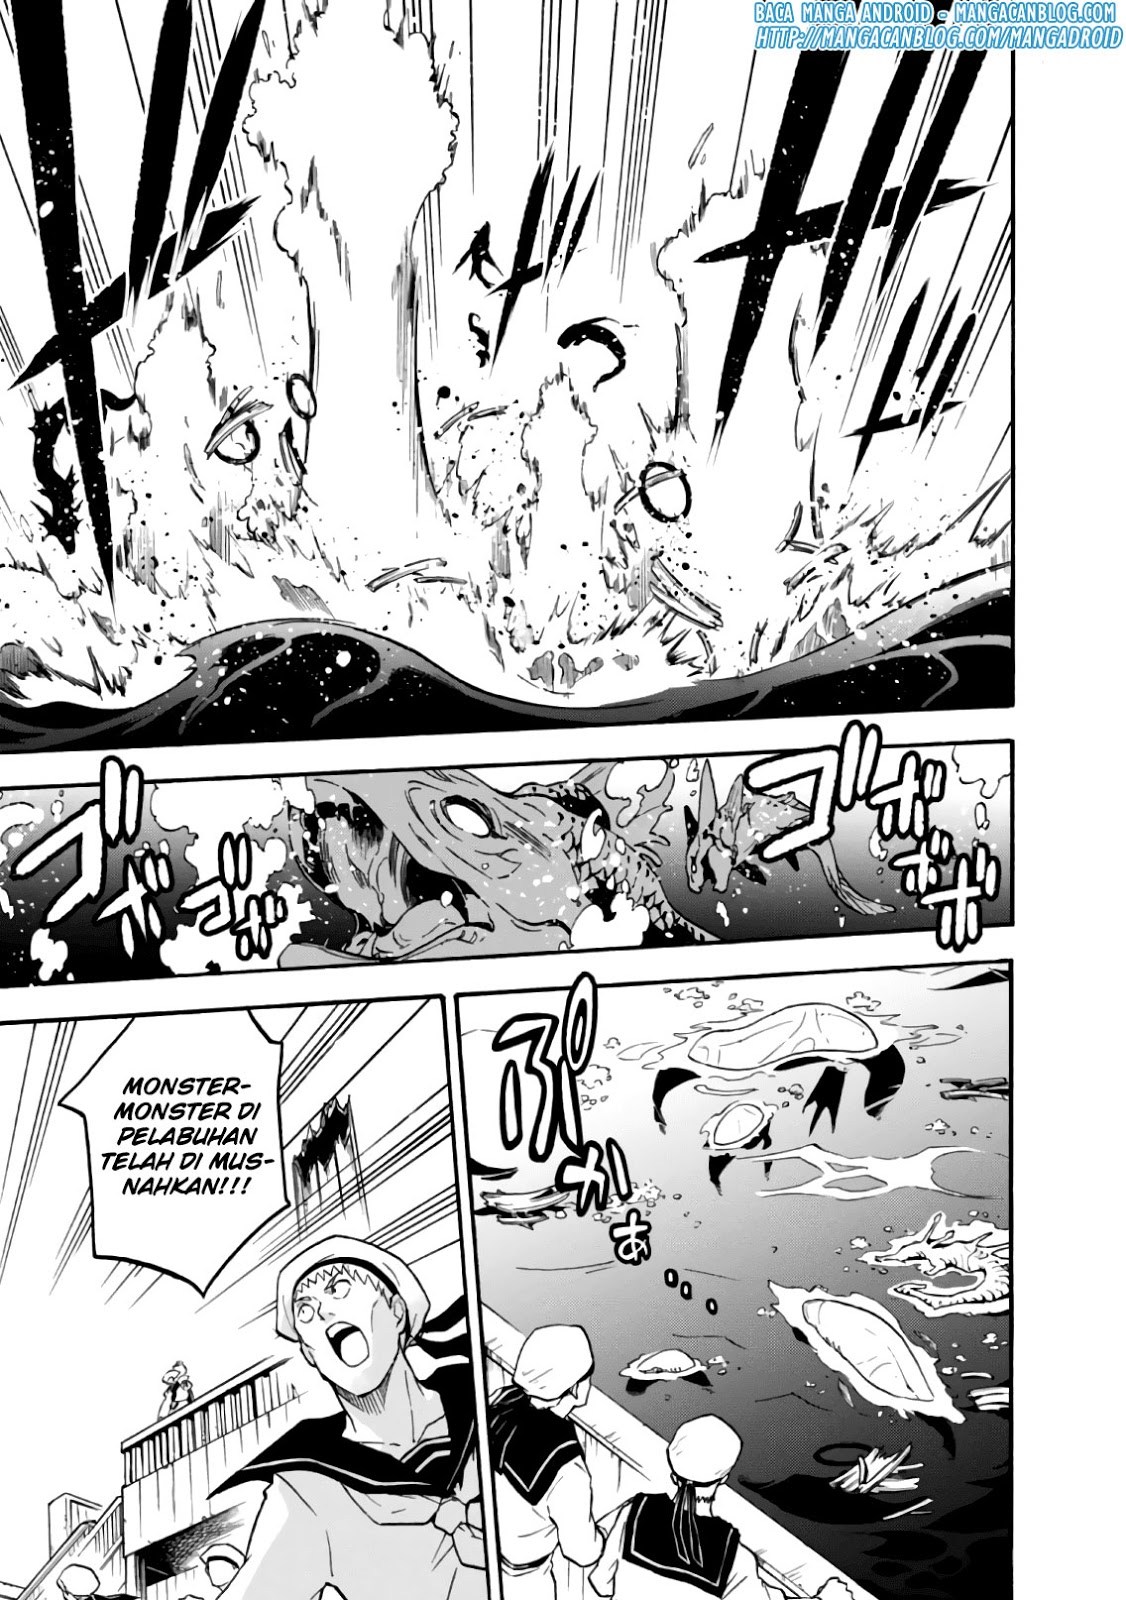 BACA MANGA ANDROID - MANGACANBLOG.COM
HTTP://MANGACANBLOG.COM/MANGADROID
ゴボボ
ゴボ
ゴボ
ゴボ
ぷか
ぁ
MONSTER-
MONSTER DI
PELABUHAN
TELAH DI MUS-
NAHKAN!!!